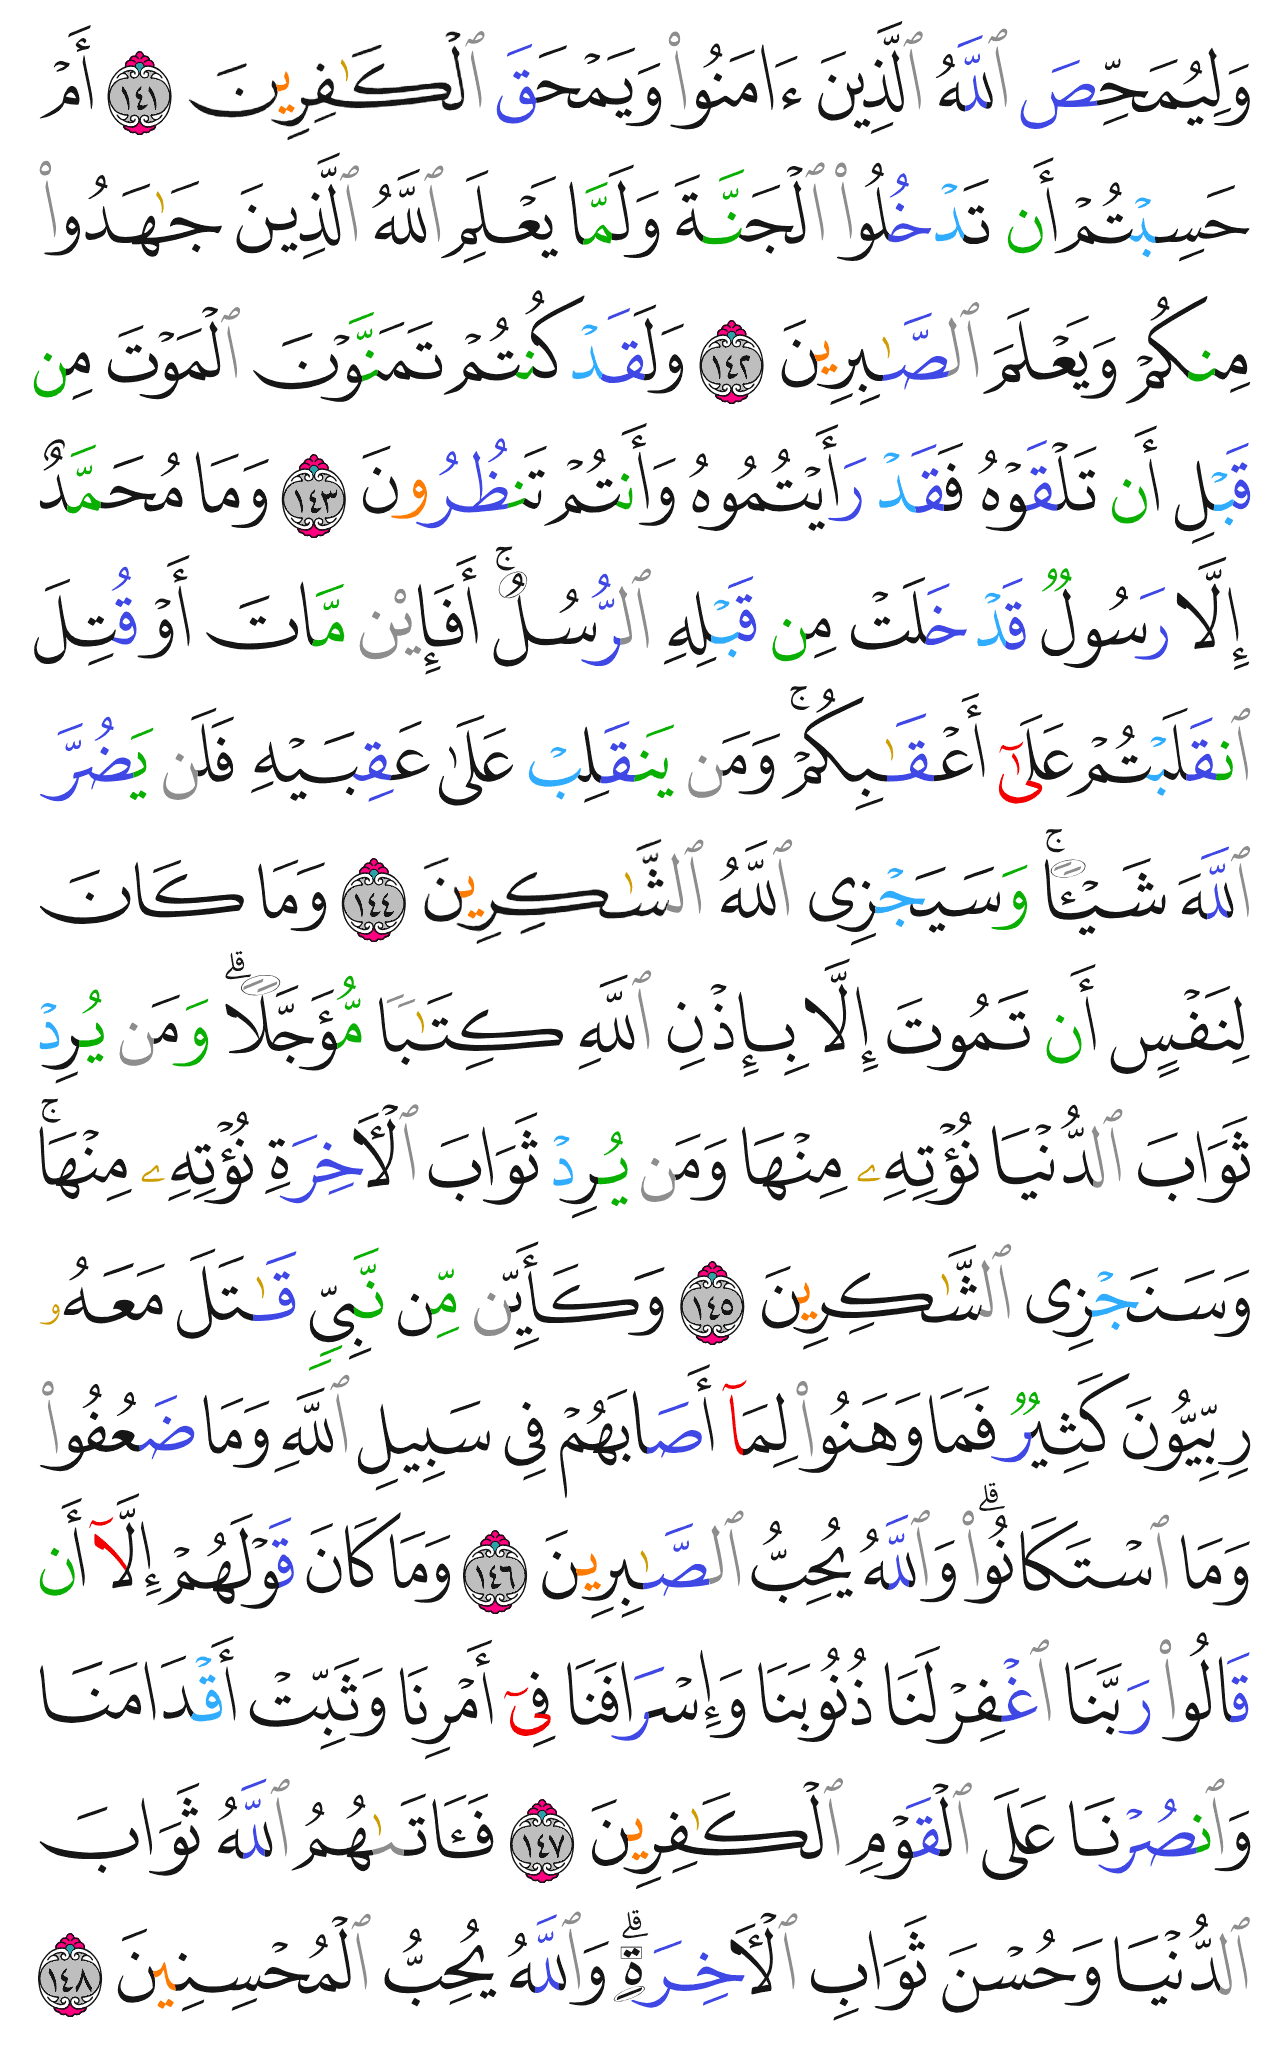 وَلِيُمَحِّصَ ٱللَّهُ ٱلَّذِينَ ءَامَنُوا۟ وَيَمْحَقَ ٱلْكَـٰفِرِينَ ١٤١ أَمْ
حَسِبْتُمْ أَن تَدْخُلُوا۟ ٱلْجَنَّةَ وَلَمَّا يَعْلَمِ ٱللَّهُ ٱلَّذِينَ جَـٰهَدُوا۟
مِنكُمْ وَيَعْلَمَ ٱلصَّـٰبِرِينَ ١٤٢ وَلَقَدْ كُنتُمْ تَمَنَّوْنَ ٱلْمَوْتَ مِن
قَبْلِ أَن تَلْقَوْهُ فَقَدْ رَأَيْتُمُوهُ وَأَنتُمْ تَنظُرُونَ ١٤٣ وَمَا مُحَمَّدٌ
إِلَّا رَسُولٌ قَدْ خَلَتْ مِن قَبْلِهِ ٱلرُّسُلُ ۚ أَفَإِي۟ن مَّاتَ أَوْ قُتِلَ
ٱنقَلَبْتُمْ عَلَىٰٓ أَعْقَـٰبِكُمْ ۚ وَمَن يَنقَلِبْ عَلَىٰ عَقِبَيْهِ فَلَن يَضُرَّ
ٱللَّهَ شَيْـًٔا ۚ وَسَيَجْزِى ٱللَّهُ ٱلشَّـٰكِرِينَ ١٤٤ وَمَا كَانَ
لِنَفْسٍ أَن تَمُوتَ إِلَّا بِإِذْنِ ٱللَّهِ كِتَـٰبًا مُّؤَجَّلًا ۗ وَمَن يُرِدْ
ثَوَابَ ٱلدُّنْيَا نُؤْتِهِۦ مِنْهَا وَمَن يُرِدْ ثَوَابَ ٱلْـَٔاخِرَةِ نُؤْتِهِۦ مِنْهَا ۚ
وَسَنَجْزِى ٱلشَّـٰكِرِينَ ١٤٥ وَكَأَيِّن مِّن نَّبِىٍّ قَـٰتَلَ مَعَهُۥ
رِبِّيُّونَ كَثِيرٌ فَمَا وَهَنُوا۟ لِمَآ أَصَابَهُمْ فِى سَبِيلِ ٱللَّهِ وَمَا ضَعُفُوا۟
وَمَا ٱسْتَكَانُوا۟ ۗ وَٱللَّهُ يُحِبُّ ٱلصَّـٰبِرِينَ ١٤٦ وَمَا كَانَ قَوْلَهُمْ إِلَّآ أَن
قَالُوا۟ رَبَّنَا ٱغْفِرْ لَنَا ذُنُوبَنَا وَإِسْرَافَنَا فِىٓ أَمْرِنَا وَثَبِّتْ أَقْدَامَنَا
وَٱنصُرْنَا عَلَى ٱلْقَوْمِ ٱلْكَـٰفِرِينَ ١٤٧ فَـَٔاتَىٰهُمُ ٱللَّهُ ثَوَابَ
ٱلدُّنْيَا وَحُسْنَ ثَوَابِ ٱلْـَٔاخِرَةِ ۗ وَٱللَّهُ يُحِبُّ ٱلْمُحْسِنِينَ ١٤٨